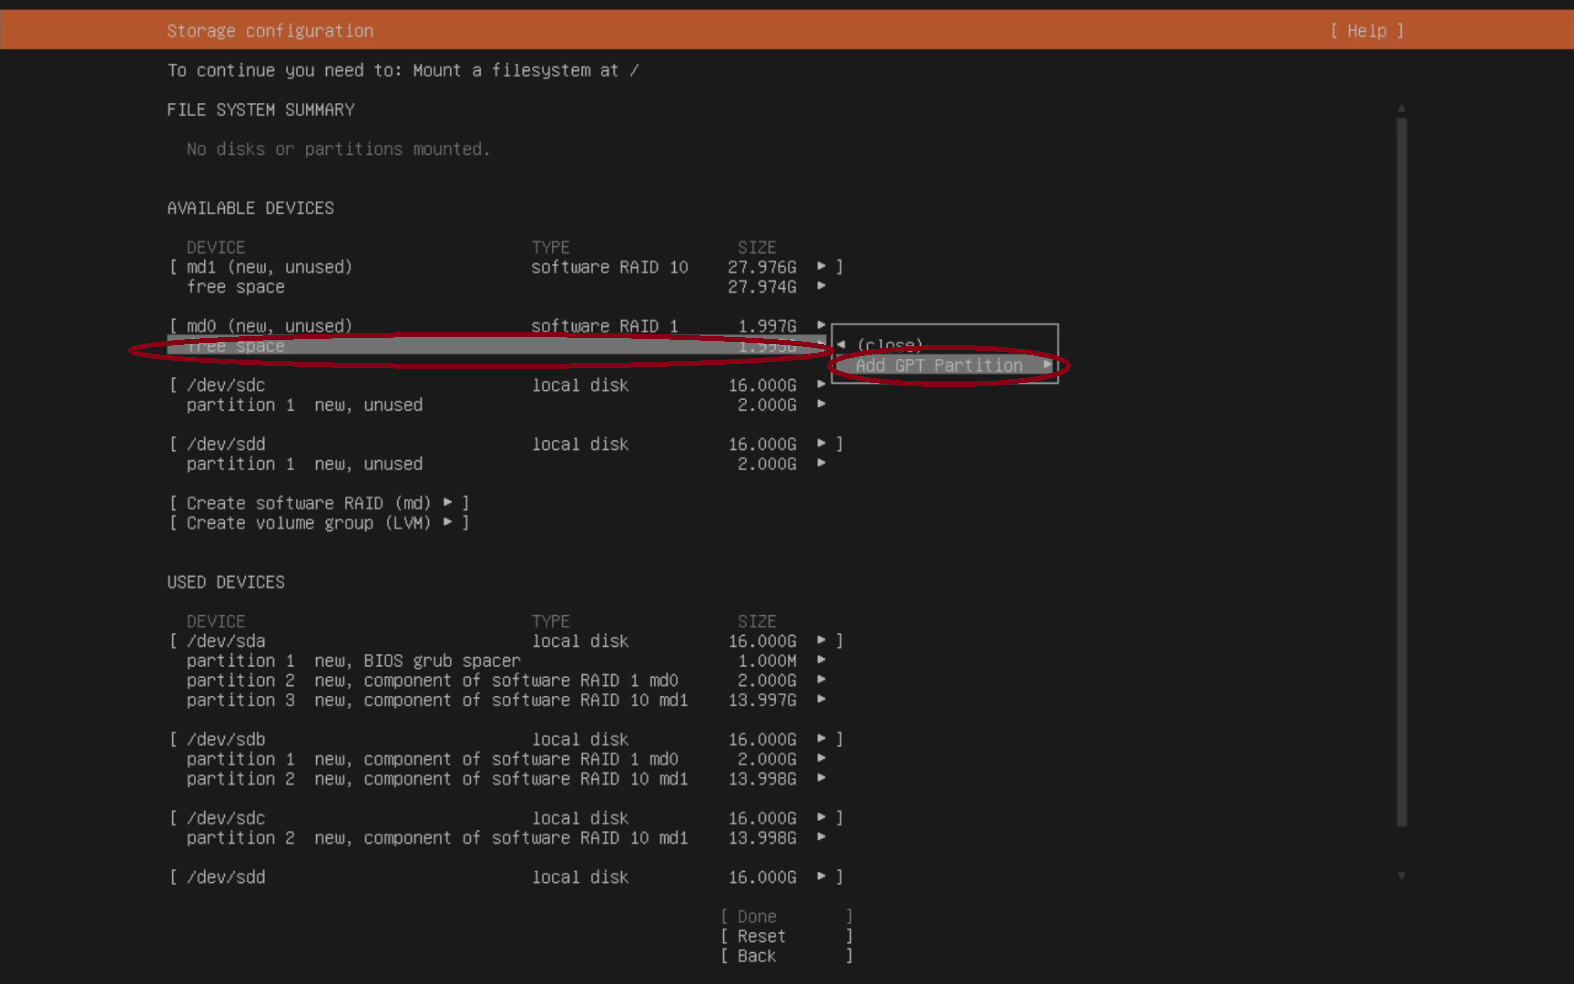 Storage configuration [ Help ]
To continue you need to: Mount a filesystem at /
FILE SYSTEM SUMMARY
No disks or partitions mounted.
AVAILABLE DEVICES
DEVICE TYPE SIZE
[ md1 (new, unused) software RAID 10 27.976G ▸ ]
free space 27.974G ▸
[ md0 (new, unused) software RAID 1 1.997G ▸
free space 1.995G ▸
◂ (close)
Add GPT Partition ▸
[ /dev/sdc local disk 16.000G ▸
partition 1 new, unused 2.000G ▸
[ /dev/sdd local disk 16.000G ▸ ]
partition 1 new, unused 2.000G ▸
[ Create software RAID (md) ▸ ]
[ Create volume group (LVM) ▸ ]
USED DEVICES
DEVICE TYPE SIZE
[ /dev/sda local disk 16.000G ▸ ]
partition 1 new, BIOS grub spacer 1.000M ▸
partition 2 new, component of software RAID 1 md0 2.000G ▸
partition 3 new, component of software RAID 10 md1 13.997G ▸
[ /dev/sdb local disk 16.000G ▸ ]
partition 1 new, component of software RAID 1 md0 2.000G ▸
partition 2 new, component of software RAID 10 md1 13.998G ▸
[ /dev/sdc local disk 16.000G ▸ ]
partition 2 new, component of software RAID 10 md1 13.998G ▸
[ /dev/sdd local disk 16.000G ▸ ]
[ Done ]
[ Reset ]
[ Back ]